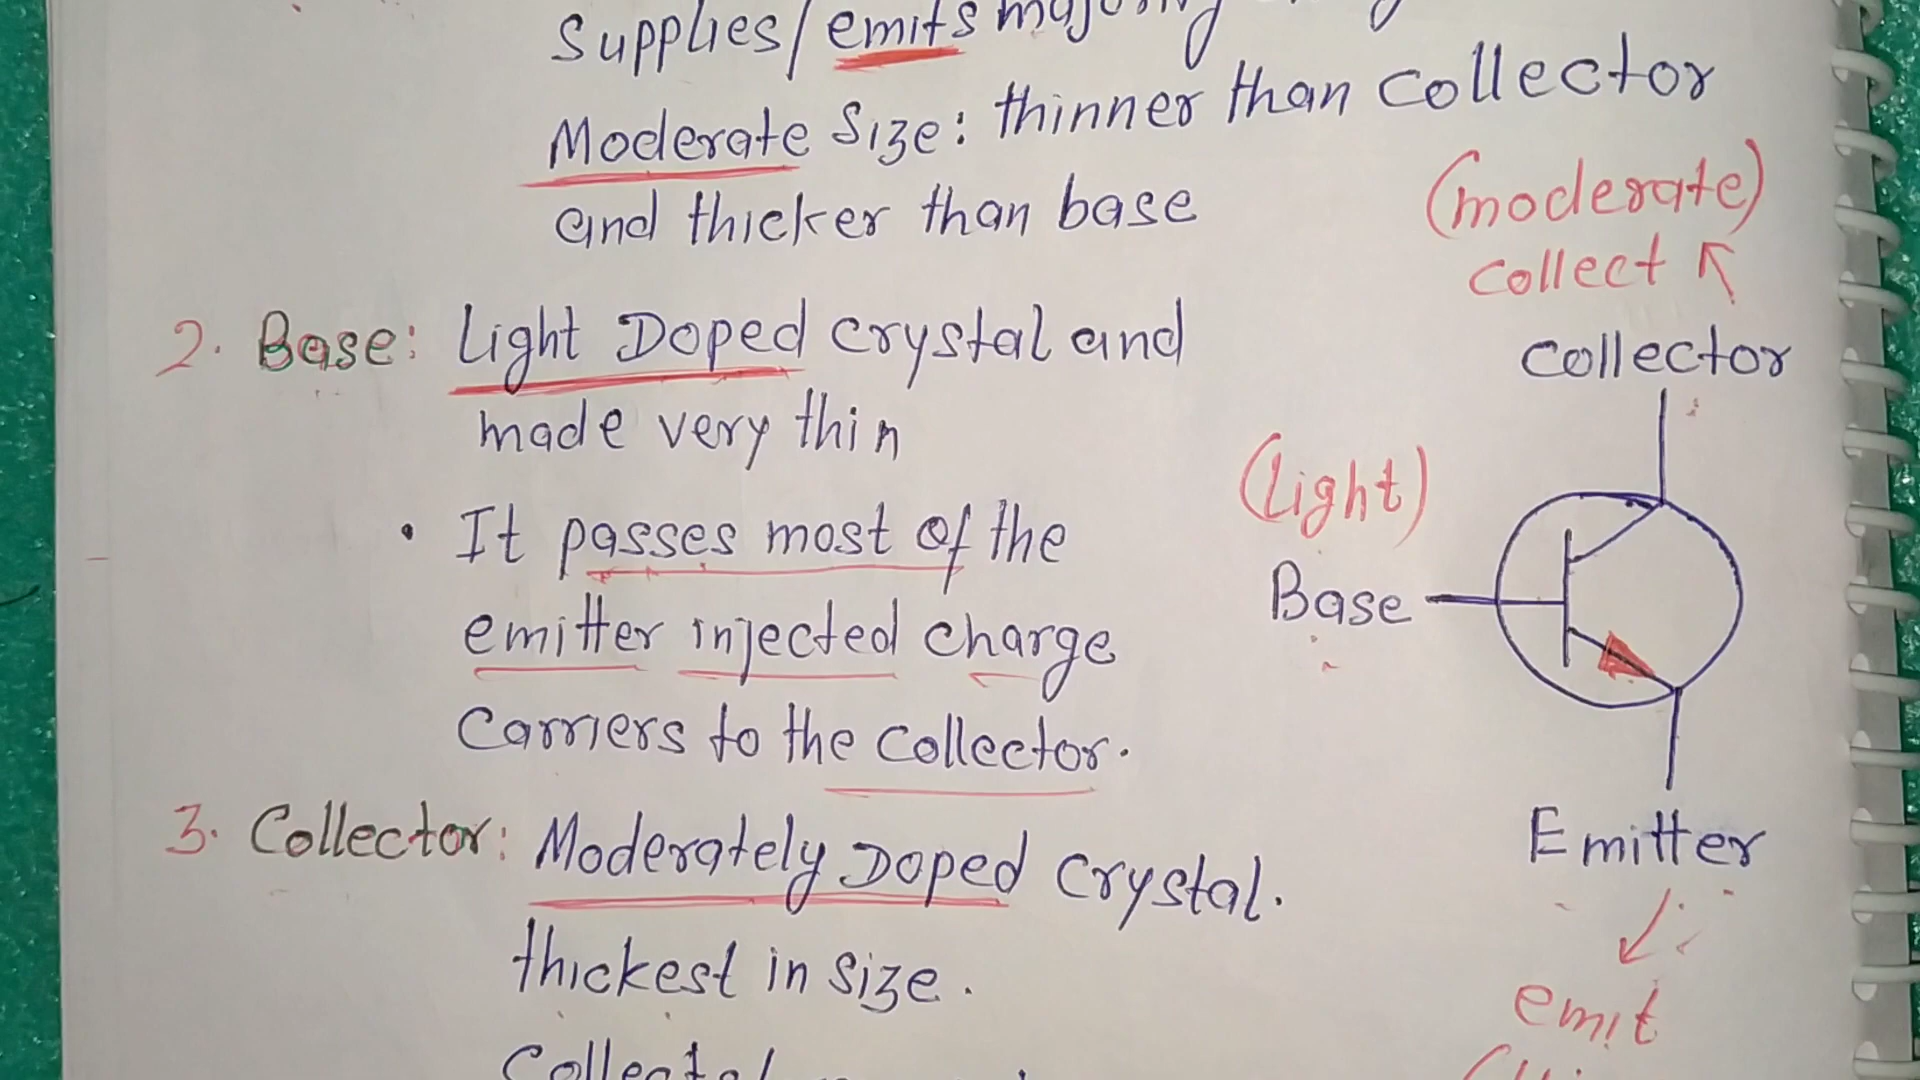 Supplies/emits
Moderate Size: thinner than Collector
and thicker than base
2. Base: Light Doped crystal and
made very thin
• It passes most of the
emitter injected charge
Carriers to the Collector.
3. Collector: Moderately Doped Crystal.
thickest in size.
(moderate)
collect
Collector
(Light)
Base
Emitter
emit